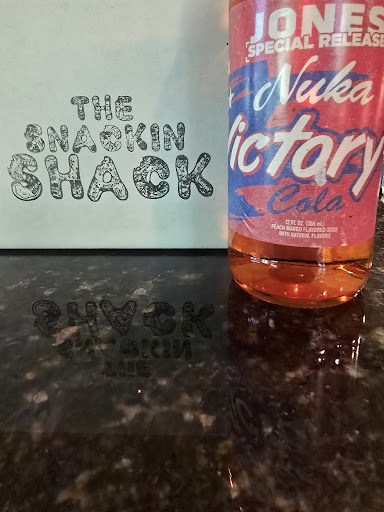 THE
SNACKIN
SHACK
JONES
SPECIAL RELEASE
Nuka
Victory
Cola
12 FL. OZ. (355 mL)
PEACH MANGO FLAVORED SODA
WITH NATURAL FLAVORS